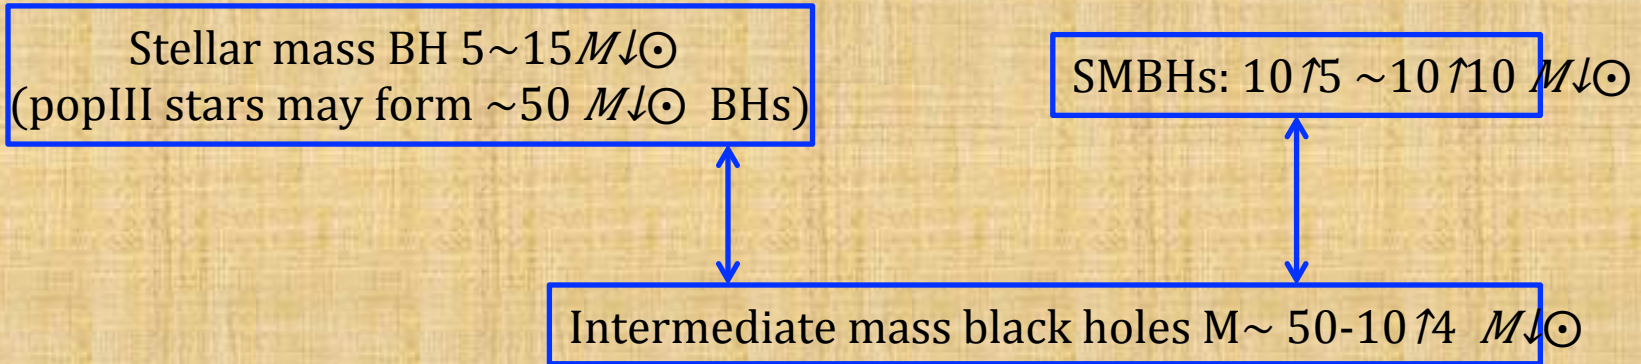 Stellar mass BH 5~15M↓⊙
(popIII stars may form ~50 M↓⊙ BHs)
SMBHs: 10↑5 ~10↑10 M↓⊙
Intermediate mass black holes M~ 50-10↑4 M↓⊙